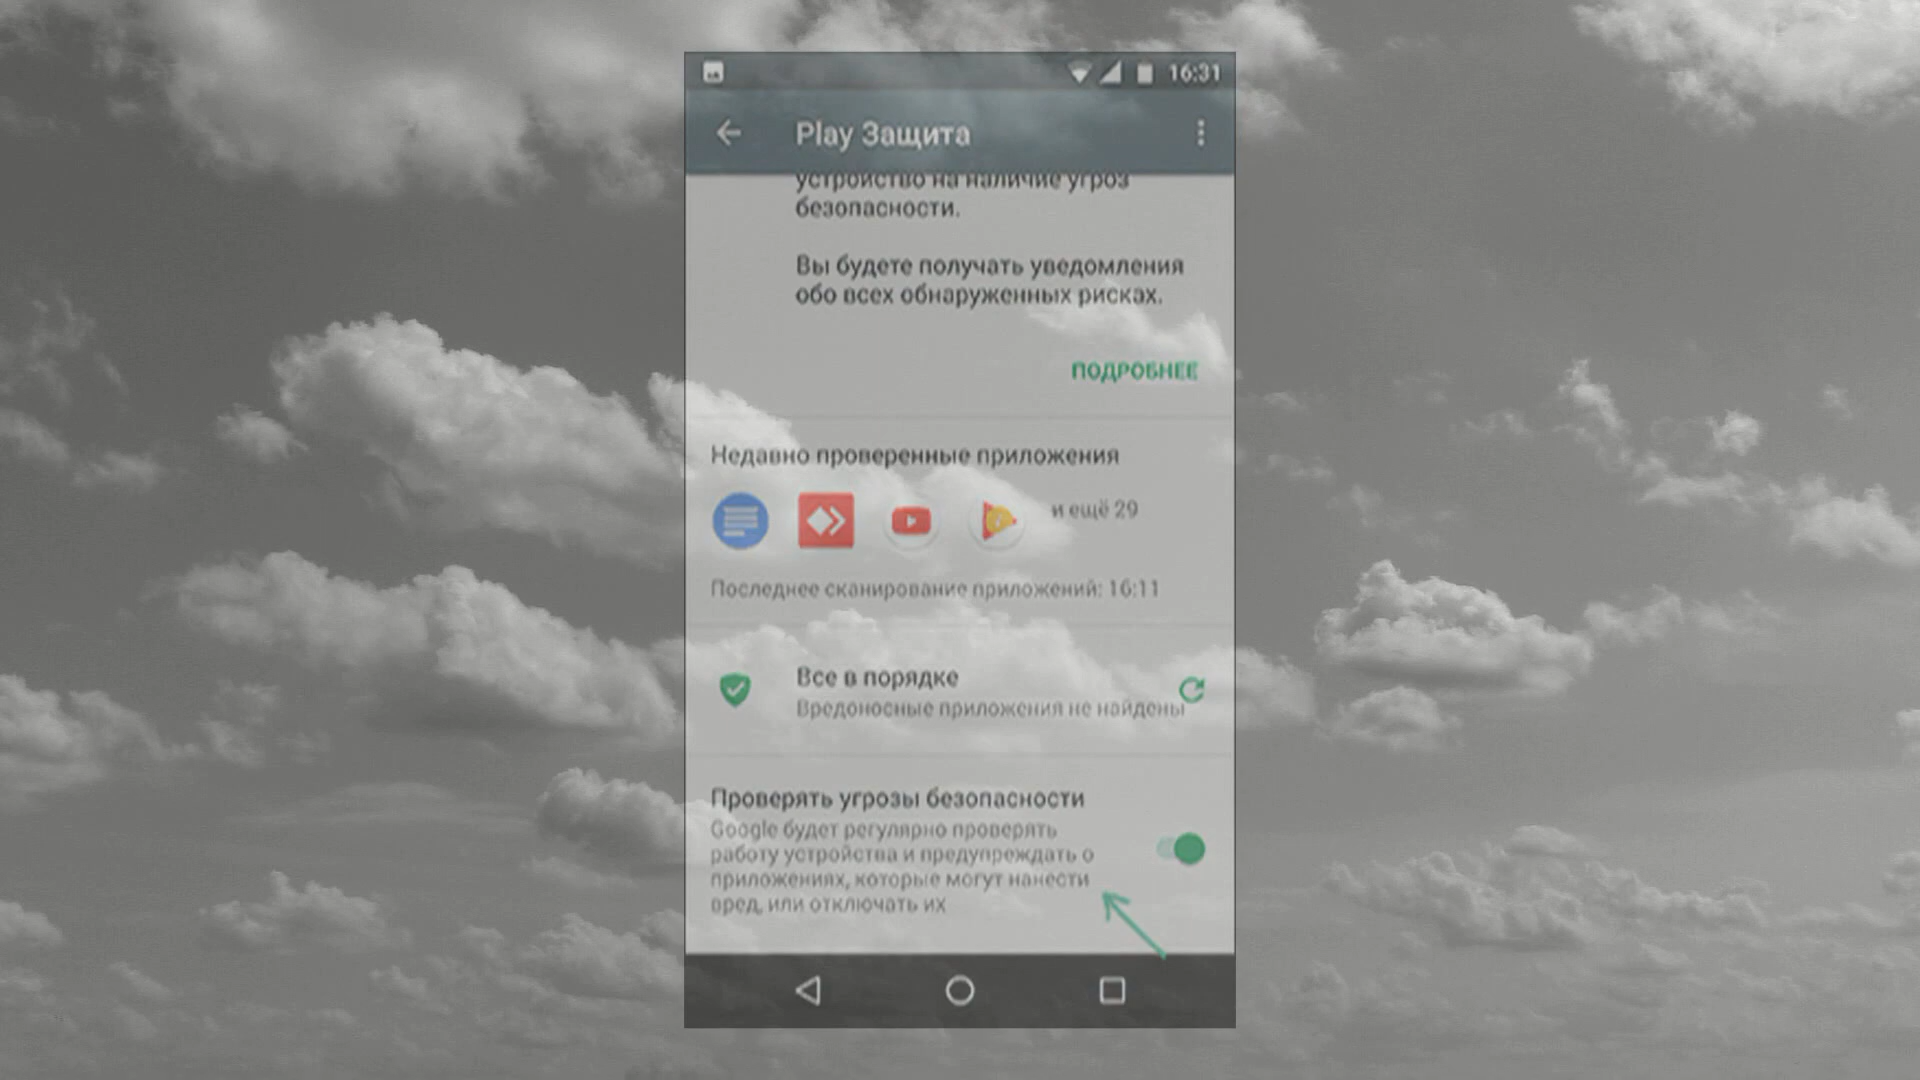 16:31
Play Защита
устройство на наличие угроз
безопасности.
Вы будете получать уведомления
обо всех обнаруженных рисках.
ПОДРОБНЕЕ
Недавно проверенные приложения
и ещё 29
Последнее сканирование приложений: 16:11
Все в порядке
Вредоносные приложения не найдены
Проверять угрозы безопасности
Google будет регулярно проверять
работу устройства и предупреждать о
приложениях, которые могут нанести
вред, или отключать их